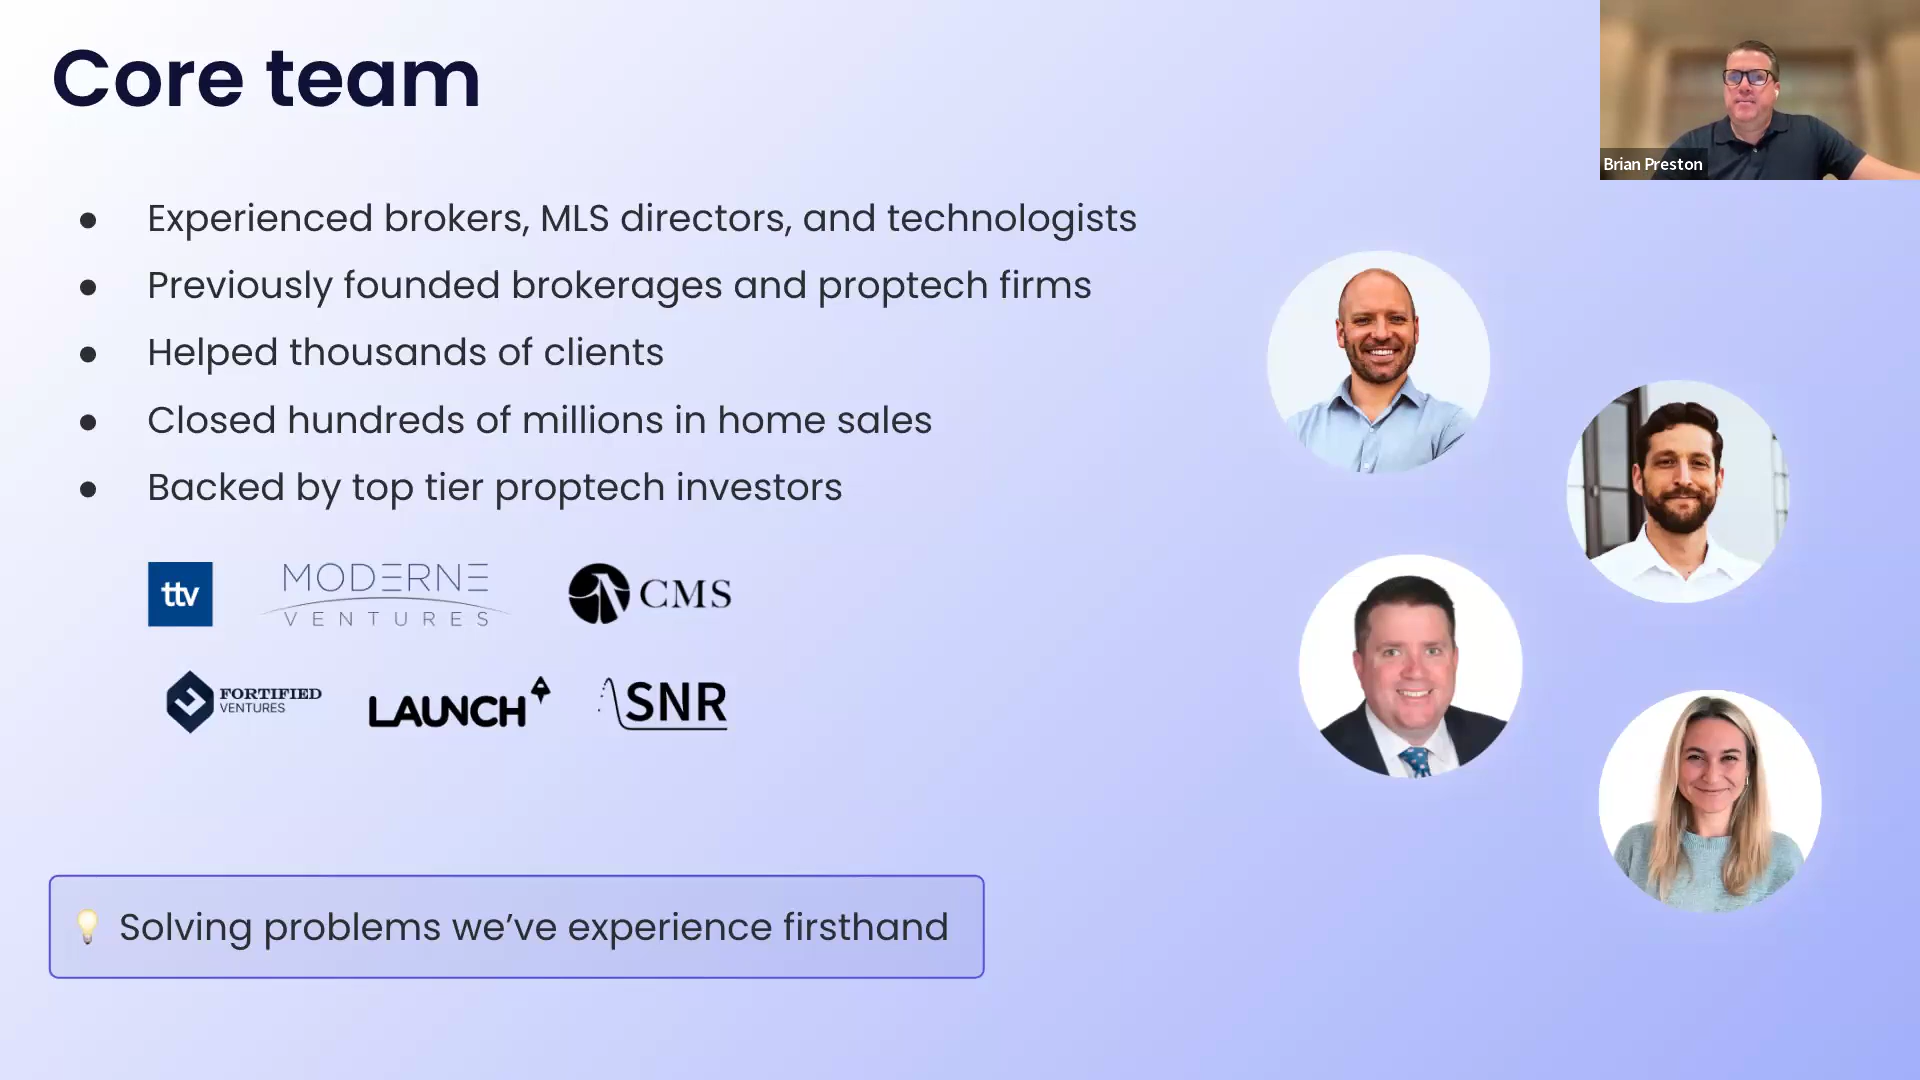 Core team
Brian Preston
● Experienced brokers, MLS directors, and technologists
● Previously founded brokerages and proptech firms
● Helped thousands of clients
● Closed hundreds of millions in home sales
● Backed by top tier proptech investors
ttv
MODERNE
VENTURES
CMS
FORTIFIED
VENTURES
LAUNCH
SNR
💡 Solving problems we’ve experience firsthand